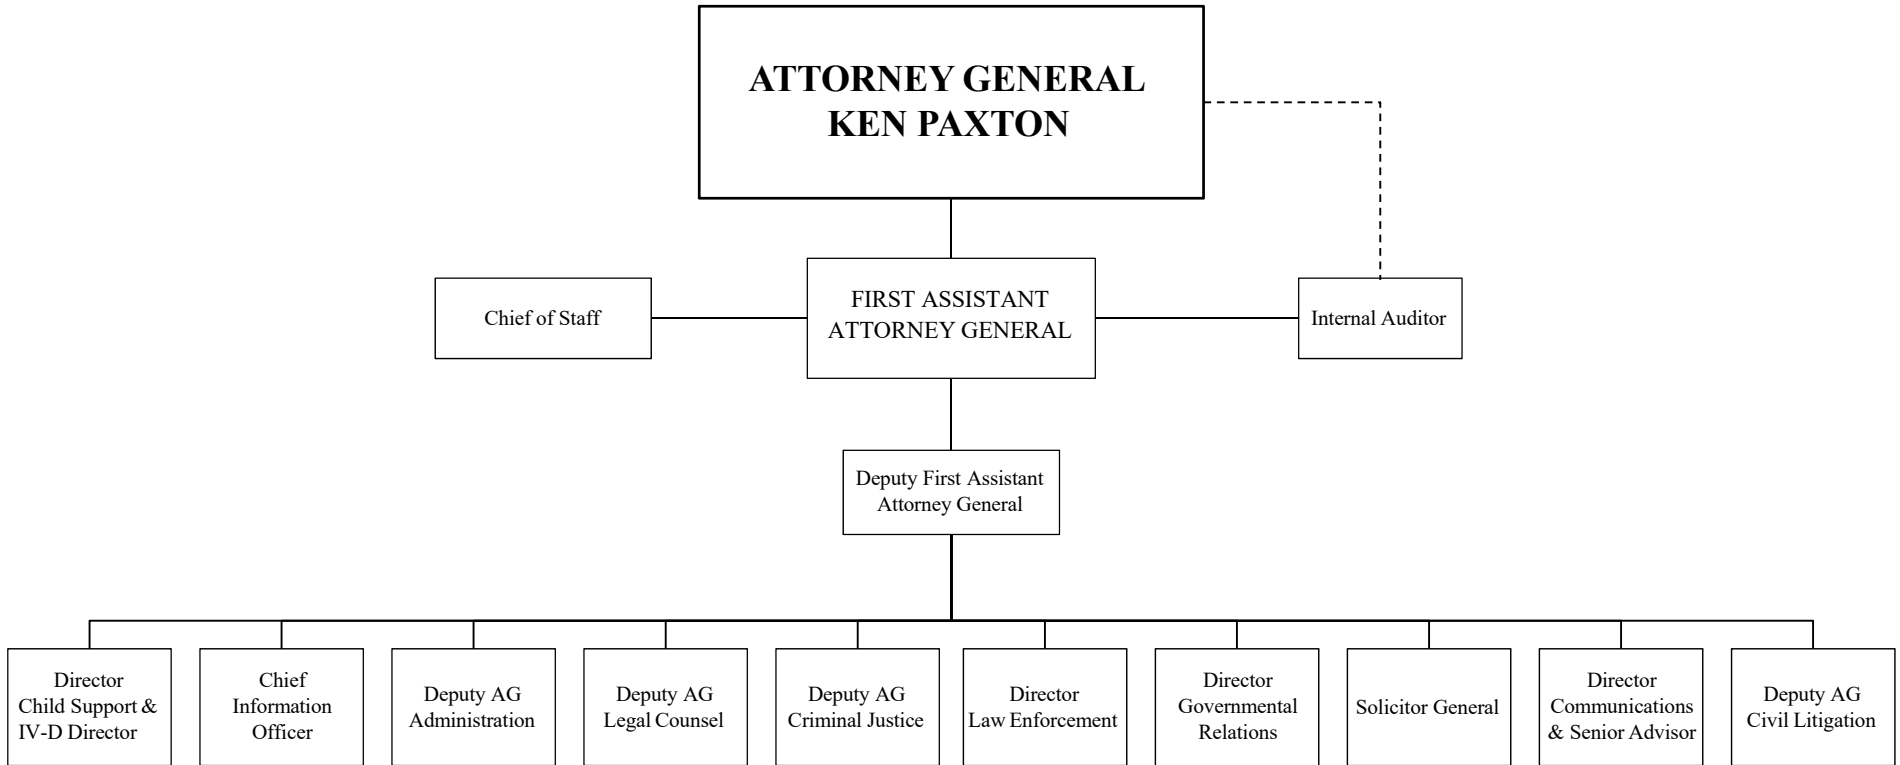 ATTORNEY GENERAL
KEN PAXTON
Chief of Staff
FIRST ASSISTANT
ATTORNEY GENERAL
Internal Auditor
Deputy First Assistant
Attorney General
Director
Child Support &
IV-D Director
Chief
Information
Officer
Deputy AG
Administration
Deputy AG
Legal Counsel
Deputy AG
Criminal Justice
Director
Law Enforcement
Director
Governmental
Relations
Solicitor General
Director
Communications
& Senior Advisor
Deputy AG
Civil Litigation